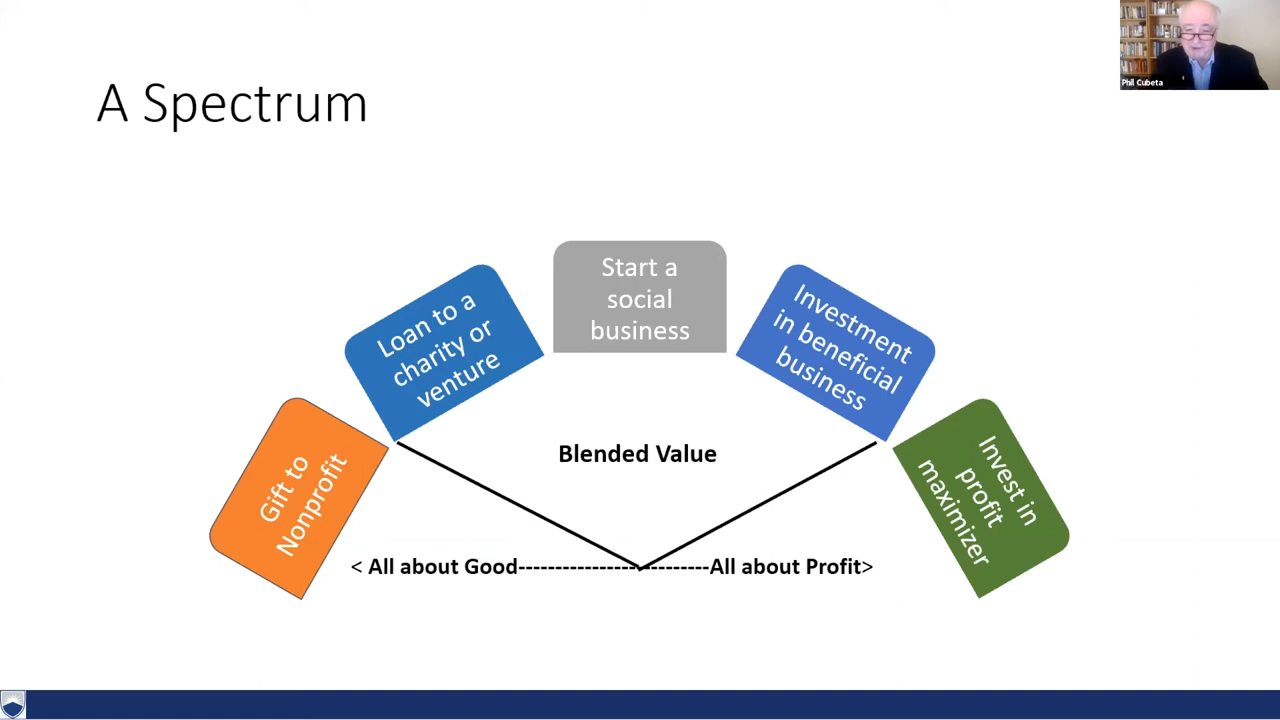 Phil Cubeta
A Spectrum
Gift to
Nonprofit
Loan to a
charity or
venture
Start a
social
business
Investment
in beneficial
business
Invest in
profit
maximizer
Blended Value
< All about Good-----------------------------All about Profit>